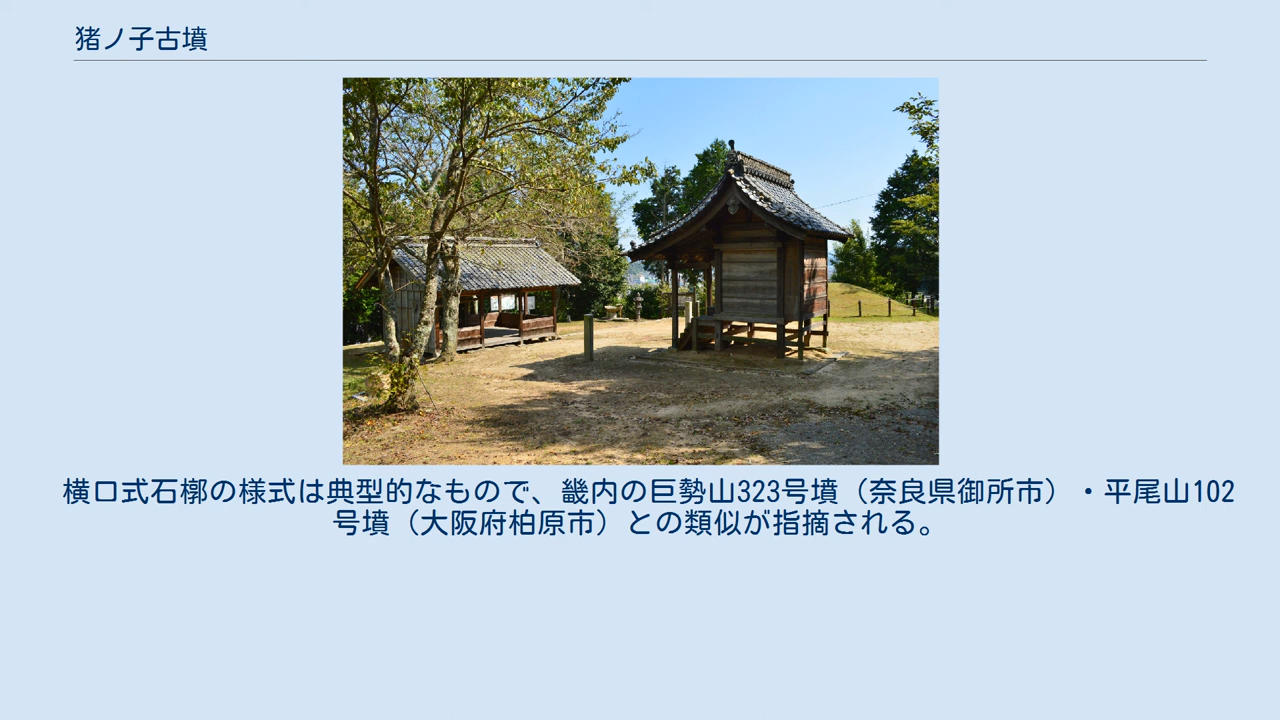 猪ノ子古墳
横口式石槨の様式は典型的なもので、畿内の巨勢山323号墳（奈良県御所市）・平尾山102
号墳（大阪府柏原市）との類似が指摘される。